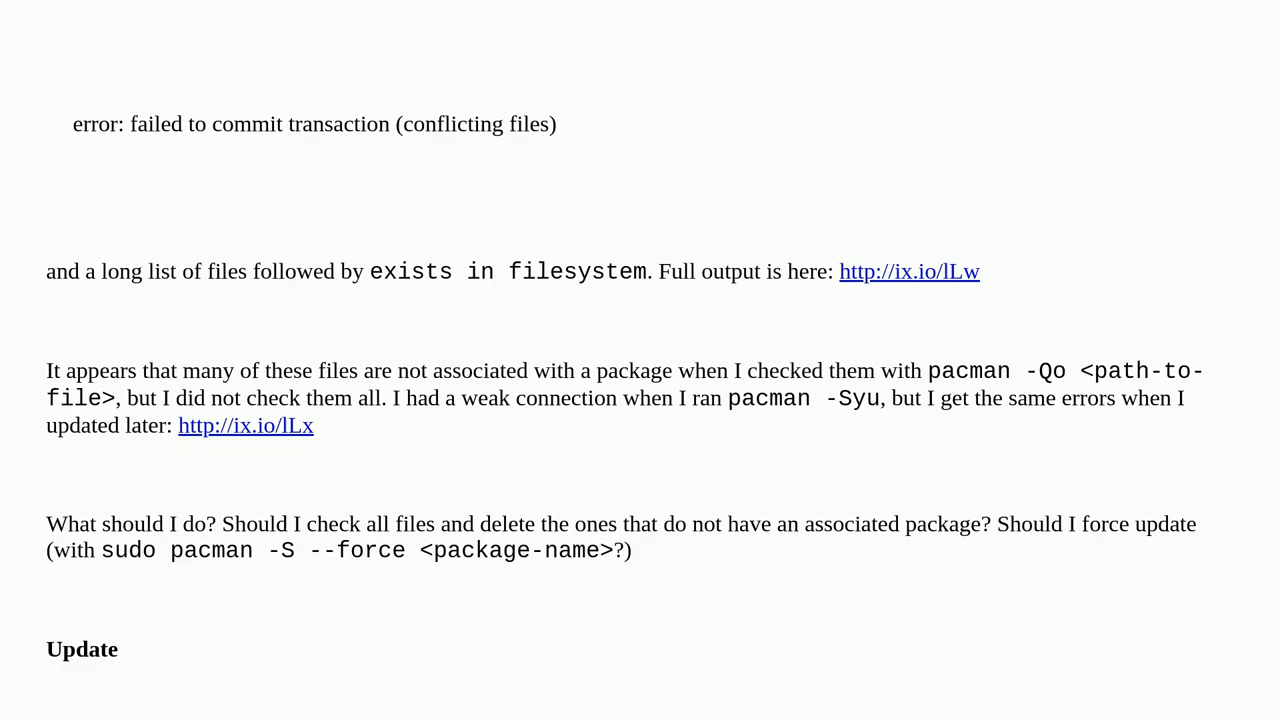 error: failed to commit transaction (conflicting files)
and a long list of files followed by exists in filesystem. Full output is here: http://ix.io/lLw
It appears that many of these files are not associated with a package when I checked them with pacman -Qo <path-to-
file>, but I did not check them all. I had a weak connection when I ran pacman -Syu, but I get the same errors when I
updated later: http://ix.io/lLx
What should I do? Should I check all files and delete the ones that do not have an associated package? Should I force update
(with sudo pacman -S --force <package-name>?)
Update